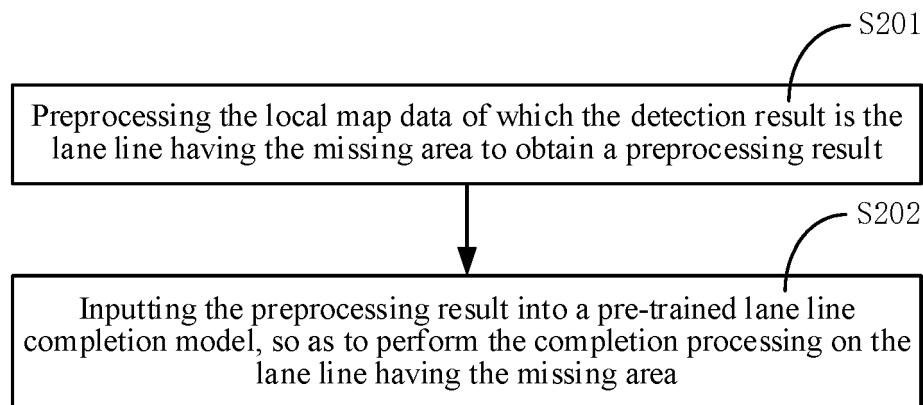 S201
Preprocessing the local map data of which the detection result is the
lane line having the missing area to obtain a preprocessing result
S202
Inputting the preprocessing result into a pre-trained lane line
completion model, so as to perform the completion processing on the
lane line having the missing area